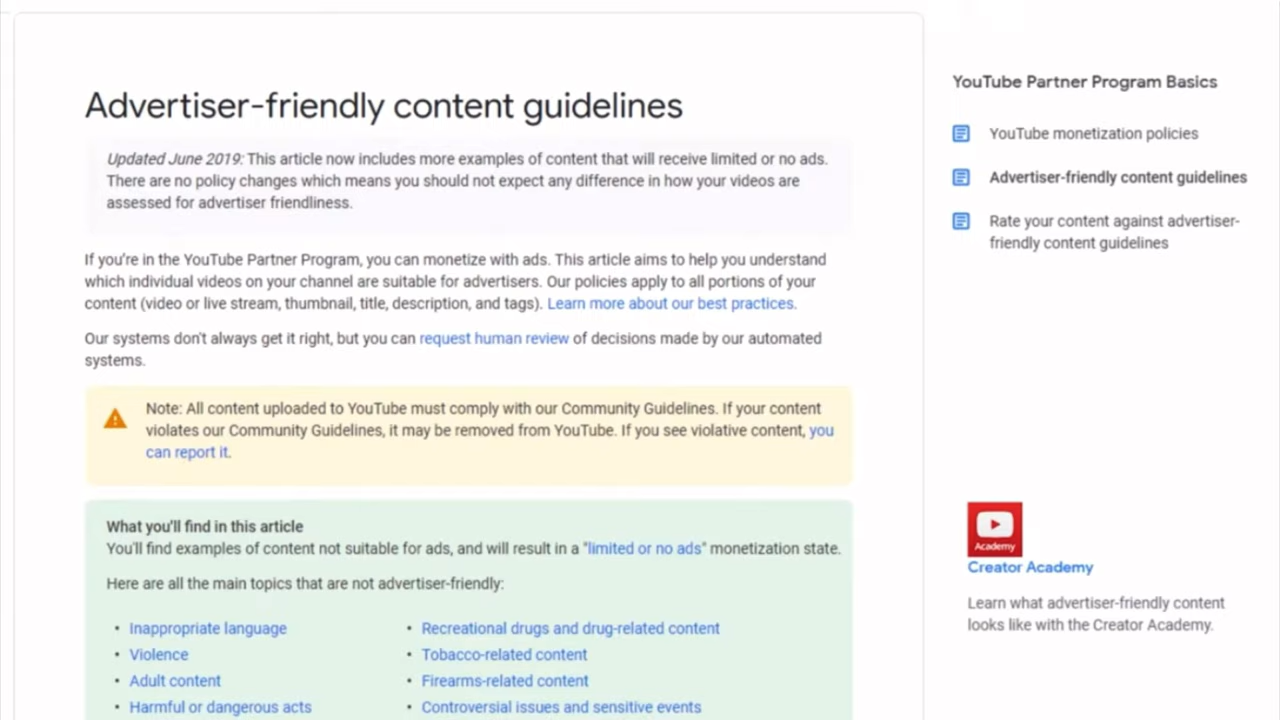 Advertiser-friendly content guidelines
Updated June 2019: This article now includes more examples of content that will receive limited or no ads.
There are no policy changes which means you should not expect any difference in how your videos are
assessed for advertiser friendliness.
If you're in the YouTube Partner Program, you can monetize with ads. This article aims to help you understand
which individual videos on your channel are suitable for advertisers. Our policies apply to all portions of your
content (video or live stream, thumbnail, title, description, and tags). Learn more about our best practices.
Our systems don't always get it right, but you can request human review of decisions made by our automated
systems.
Note: All content uploaded to YouTube must comply with our Community Guidelines. If your content
violates our Community Guidelines, it may be removed from YouTube. If you see violative content, you
can report it.
What you'll find in this article
You'll find examples of content not suitable for ads, and will result in a "limited or no ads" monetization state.
Here are all the main topics that are not advertiser-friendly:
• Inappropriate language
• Violence
• Adult content
• Harmful or dangerous acts
• Recreational drugs and drug-related content
• Tobacco-related content
• Firearms-related content
• Controversial issues and sensitive events
YouTube Partner Program Basics
YouTube monetization policies
Advertiser-friendly content guidelines
Rate your content against advertiser-
friendly content guidelines
Academy
Creator Academy
Learn what advertiser-friendly content
looks like with the Creator Academy.